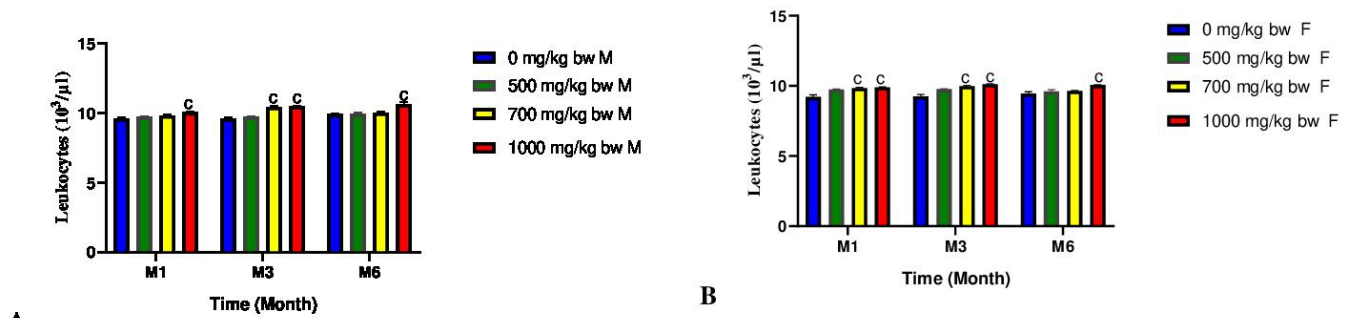 15
10
5
0
Leukocytes (10³/µl)
c
c
c
c
M1
M3
M6
Time (Month)
0 mg/kg bw M
500 mg/kg bw M
700 mg/kg bw M
1000 mg/kg bw M
A
15
10
5
0
Leukocytes (10³/µl)
c
c
c
c
c
M1
M3
M6
Time (Month)
0 mg/kg bw F
500 mg/kg bw F
700 mg/kg bw F
1000 mg/kg bw F
B